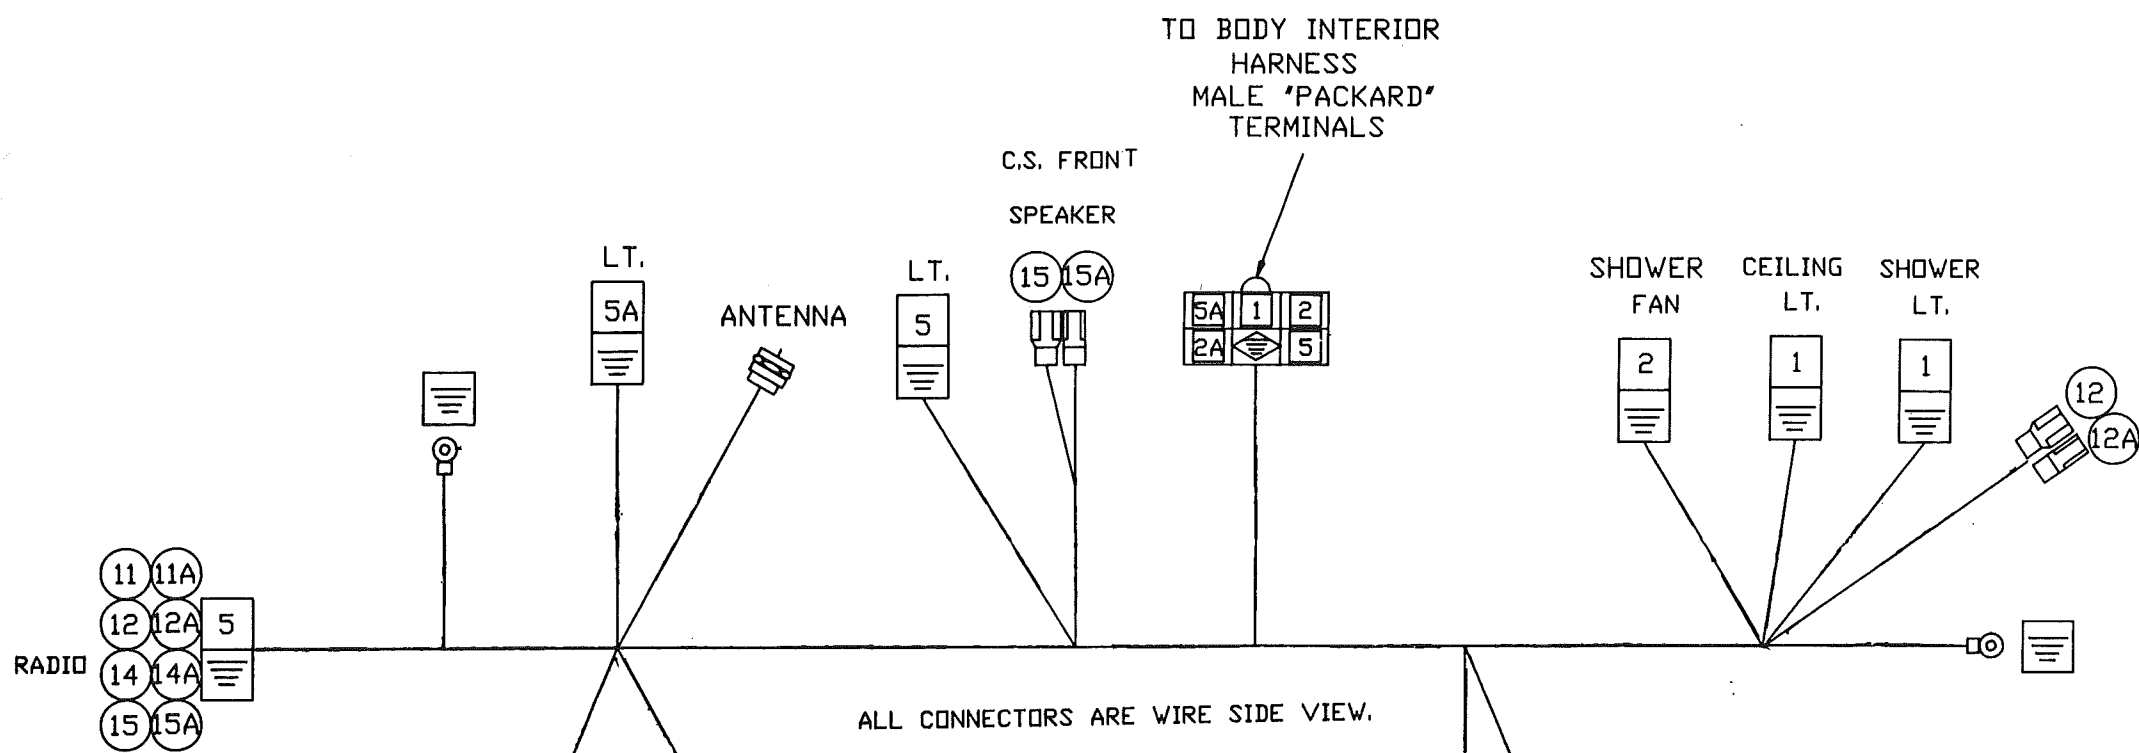 TO BODY INTERIOR
HARNESS
MALE "PACKARD"
TERMINALS
C.S. FRONT
SPEAKER
15 15A
LT.
5A
ANTENNA
LT.
5
5A 1 2
2A 5
SHOWER
FAN
2
CEILING
LT.
1
SHOWER
LT.
1
12
12A
RADIO
11 11A
12 12A 5
14 14A
15 15A
ALL CONNECTORS ARE WIRE SIDE VIEW.